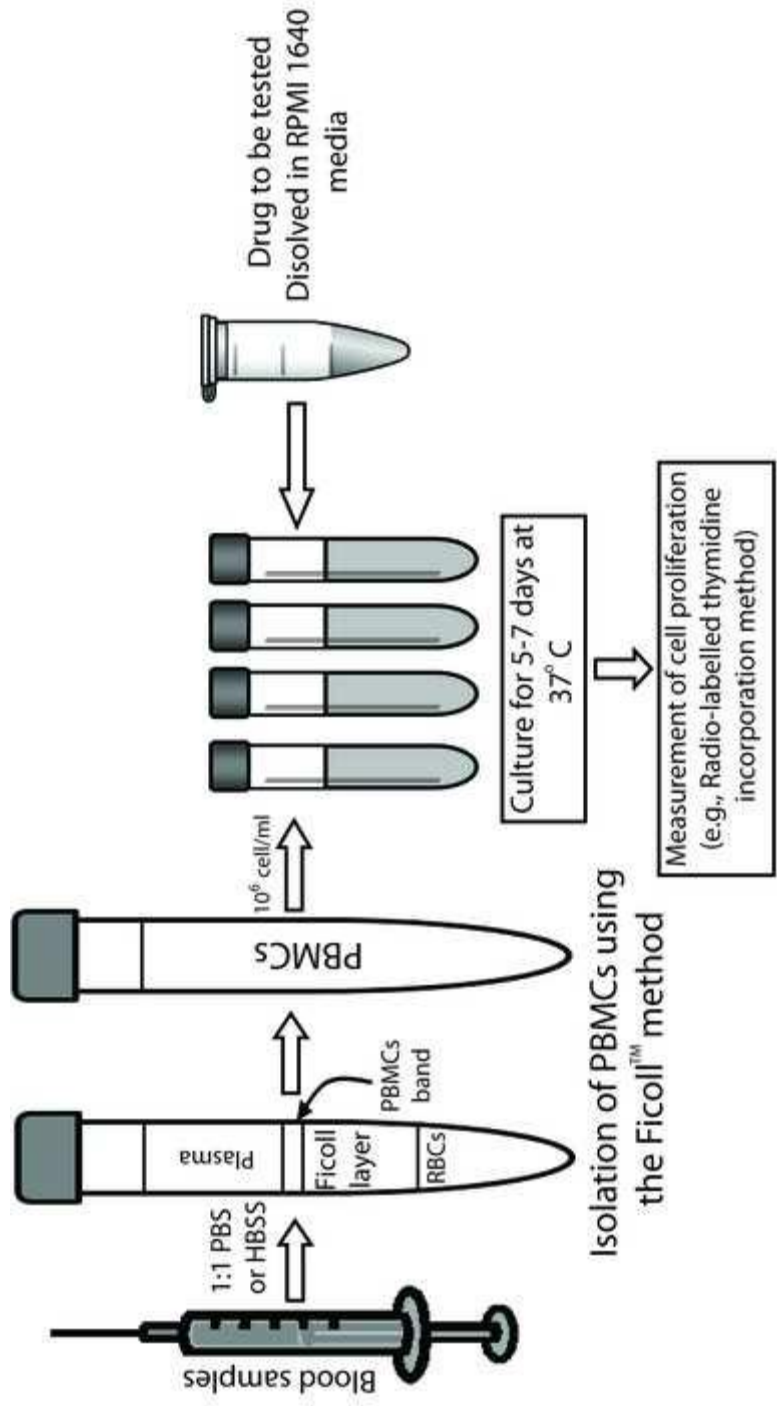 Blood samples
1:1 PBS
or HBSS
Plasma
PBMCs
band
Ficoll
layer
RBCs
PBMCs
Isolation of PBMCs using
the Ficoll™ method
10⁶ cell/ml
Drug to be tested
Disolved in RPMI 1640
media
Culture for 5-7 days at
37° C
Measurement of cell proliferation
(e.g., Radio-labelled thymidine
incorporation method)